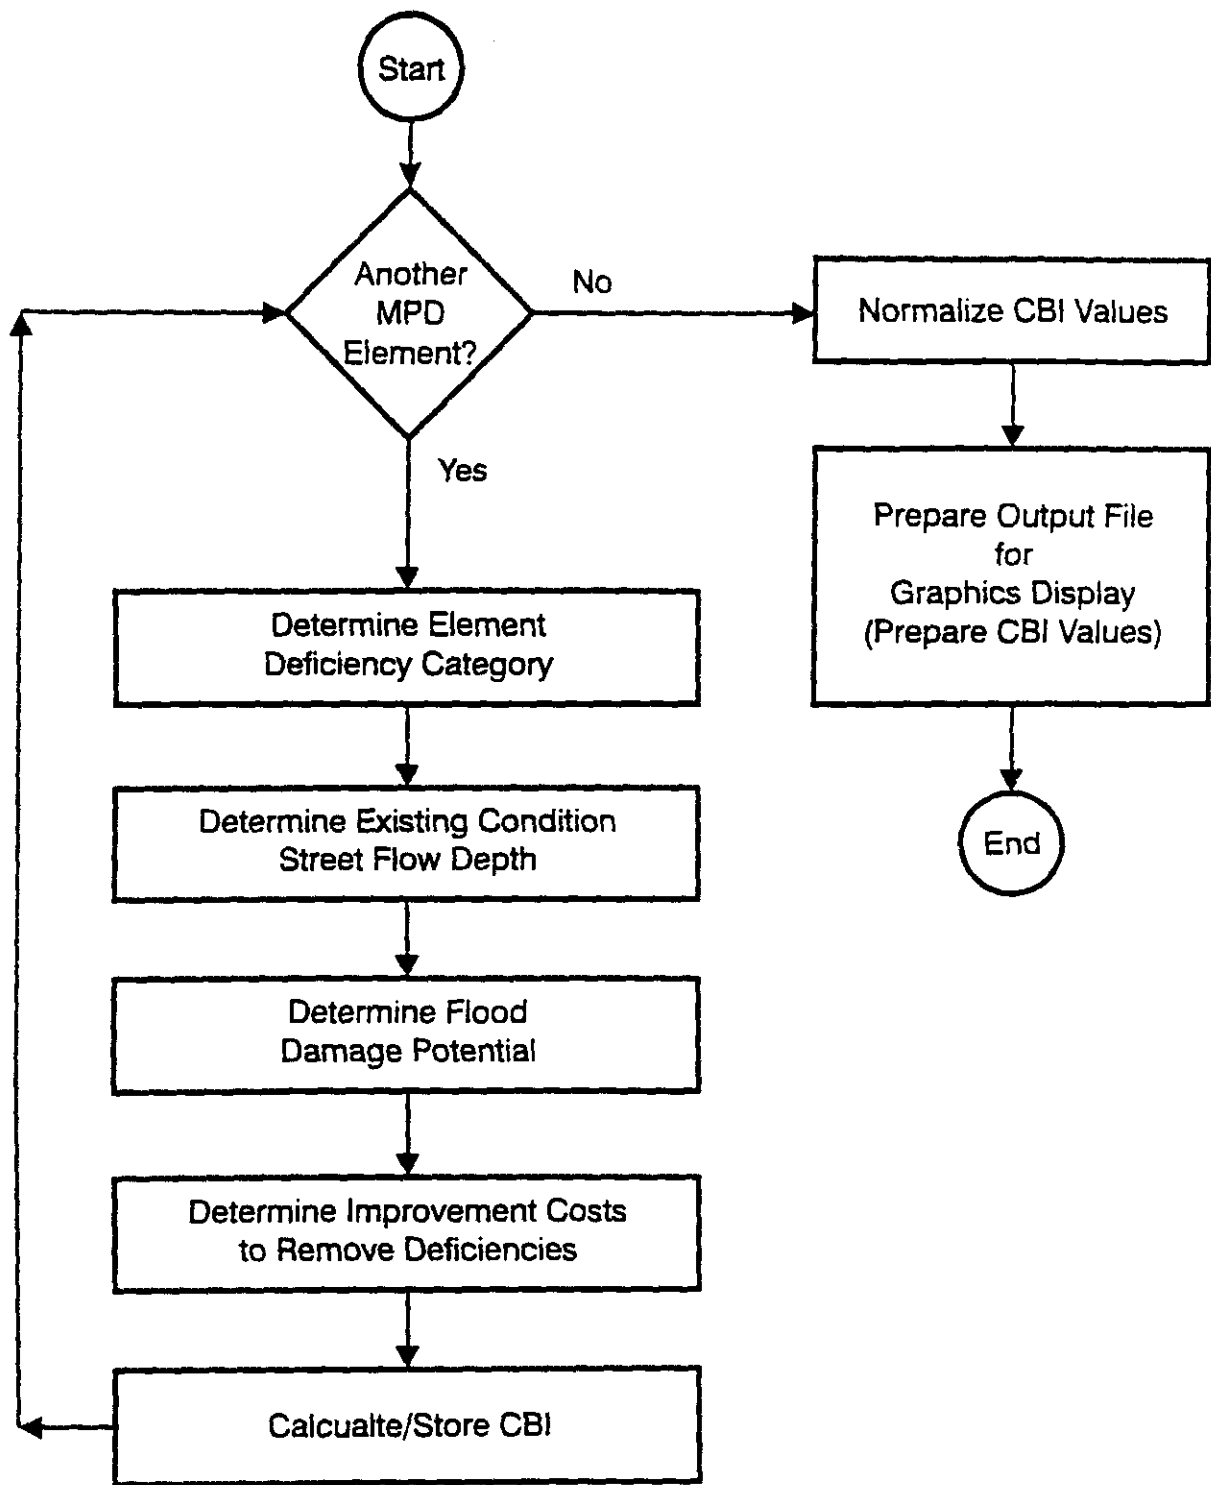 Start
Another
MPD
Element?
No
Yes
Normalize CBI Values
Prepare Output File
for
Graphics Display
(Prepare CBI Values)
End
Determine Element
Deficiency Category
Determine Existing Condition
Street Flow Depth
Determine Flood
Damage Potential
Determine Improvement Costs
to Remove Deficiencies
Calcualte/Store CBI